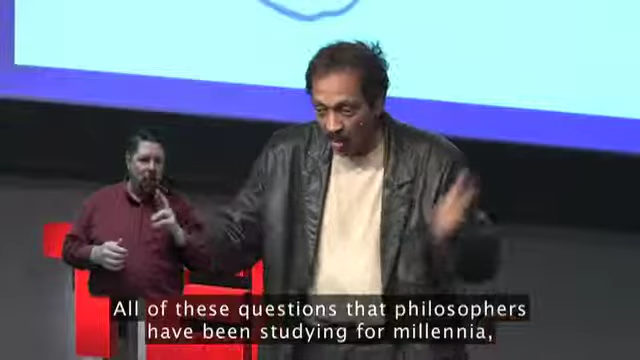 All of these questions that philosophers
have been studying for millennia,